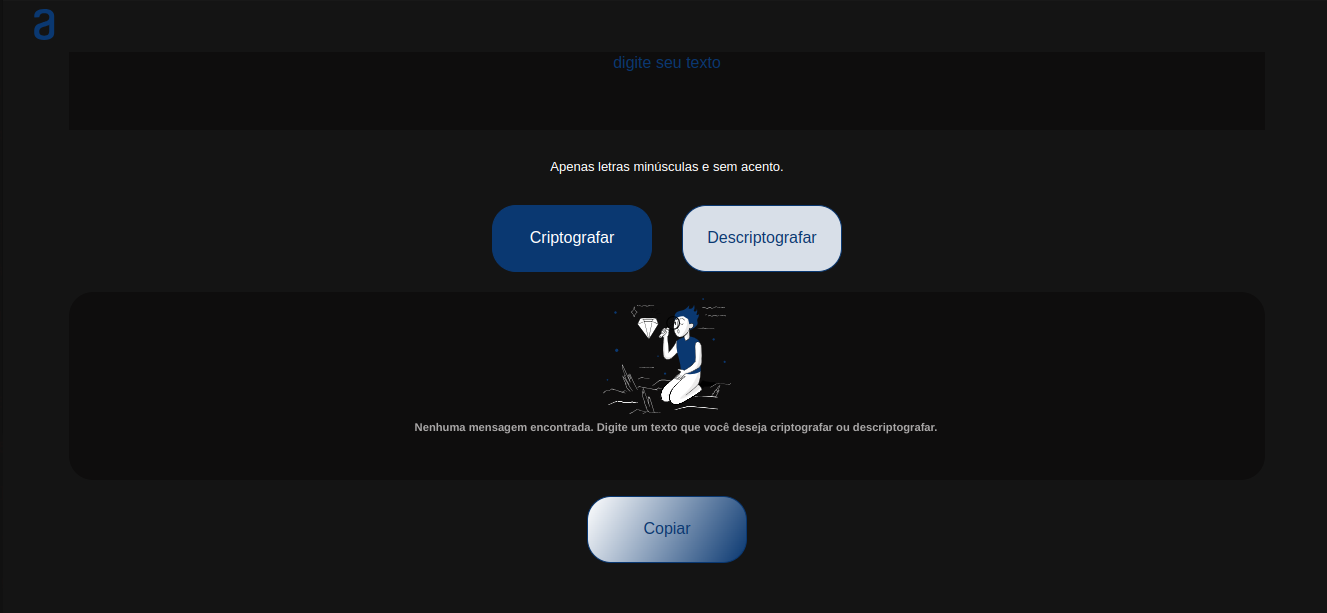 a
digite seu texto
Apenas letras minúsculas e sem acento.
Criptografar
Descriptografar
Nenhuma mensagem encontrada. Digite um texto que você deseja criptografar ou descriptografar.
Copiar